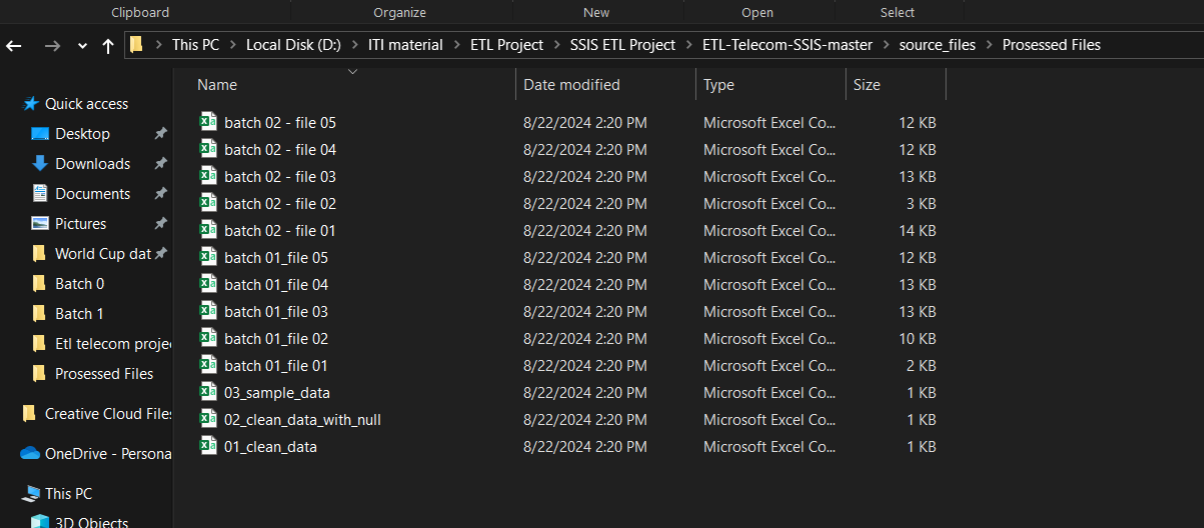 Clipboard Organize New Open Select
This PC > Local Disk (D:) > ITI material > ETL Project > SSIS ETL Project > ETL-Telecom-SSIS-master > source_files > Prosessed Files
Name Date modified Type Size
Quick access
Desktop
Downloads
Documents
Pictures
World Cup dat
Batch 0
Batch 1
Etl telecom proje
Prosessed Files
Creative Cloud File
OneDrive - Persona
This PC
3D Objects
batch 02 - file 05 8/22/2024 2:20 PM Microsoft Excel Co... 12 KB
batch 02 - file 04 8/22/2024 2:20 PM Microsoft Excel Co... 12 KB
batch 02 - file 03 8/22/2024 2:20 PM Microsoft Excel Co... 13 KB
batch 02 - file 02 8/22/2024 2:20 PM Microsoft Excel Co... 3 KB
batch 02 - file 01 8/22/2024 2:20 PM Microsoft Excel Co... 14 KB
batch 01_file 05 8/22/2024 2:20 PM Microsoft Excel Co... 12 KB
batch 01_file 04 8/22/2024 2:20 PM Microsoft Excel Co... 13 KB
batch 01_file 03 8/22/2024 2:20 PM Microsoft Excel Co... 13 KB
batch 01_file 02 8/22/2024 2:20 PM Microsoft Excel Co... 10 KB
batch 01_file 01 8/22/2024 2:20 PM Microsoft Excel Co... 2 KB
03_sample_data 8/22/2024 2:20 PM Microsoft Excel Co... 1 KB
02_clean_data_with_null 8/22/2024 2:20 PM Microsoft Excel Co... 1 KB
01_clean_data 8/22/2024 2:20 PM Microsoft Excel Co... 1 KB